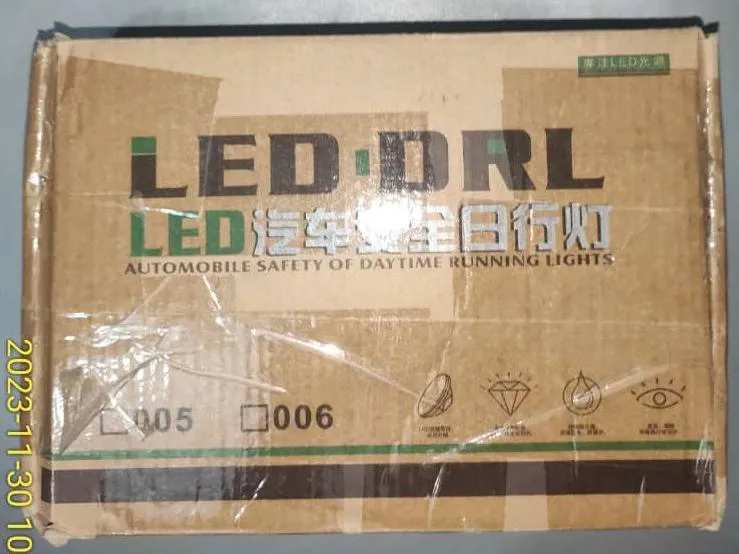 专注LED光源
LED·DRL
LED汽车安全日行灯
AUTOMOBILE SAFETY OF DAYTIME RUNNING LIGHTS
005
006
2023-11-30 10